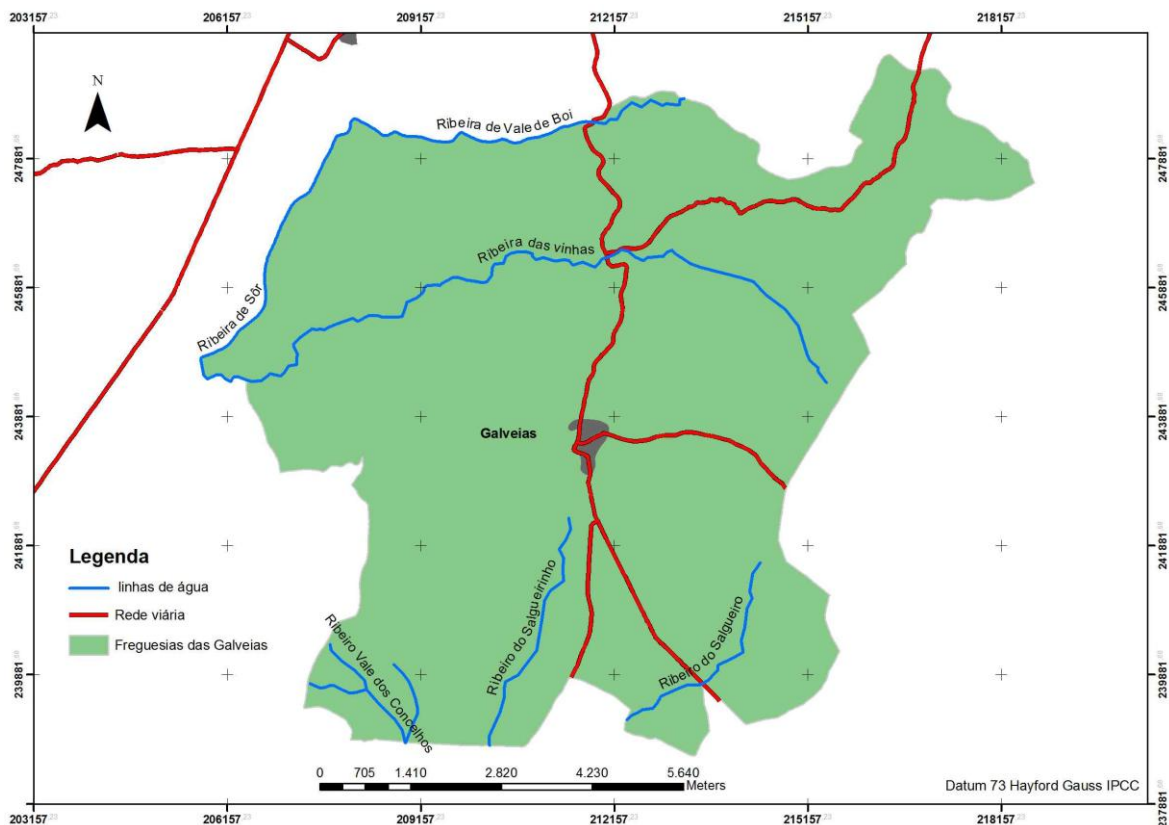 203157
206157
209157
212157
215157
218157
N
247881
245881
243881
241881
239881
237881
247881
245881
243881
241881
239881
237881
Ribeira de Vale de Boi
Ribeira das vinhas
Ribeira de Sôr
Galveias
Legenda
linhas de água
Rede viária
Freguesias das Galveias
Ribeiro Vale dos Concelhos
Ribeiro do Salgueirinho
Ribeiro do Salgueiro
0 705 1.410 2.820 4.230 5.640
Meters
Datum 73 Hayford Gauss IPCC
203157
206157
209157
212157
215157
218157